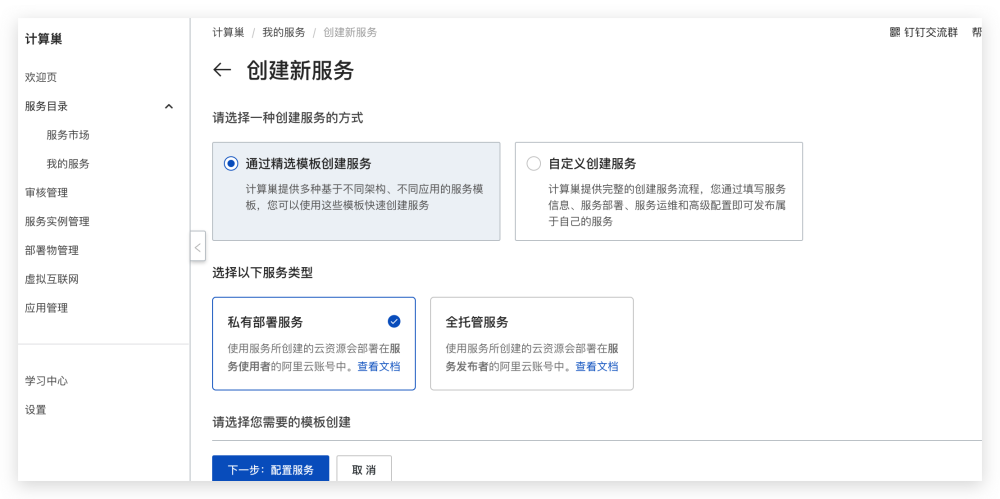 计算巢
欢迎页
服务目录
服务市场
我的服务
审核管理
服务实例管理
部署物管理
虚拟互联网
应用管理
学习中心
设置
计算巢 / 我的服务 / 创建新服务
钉钉交流群
← 创建新服务
请选择一种创建服务的方式
通过精选模板创建服务
计算巢提供多种基于不同架构、不同应用的服务模
板，您可以使用这些模板快速创建服务
自定义创建服务
计算巢提供完整的创建服务流程，您通过填写服务
信息、服务部署、服务运维和高级配置即可发布属
于自己的服务
选择以下服务类型
私有部署服务
使用服务所创建的云资源会部署在服
务使用者的阿里云账号中。查看文档
全托管服务
使用服务所创建的云资源会部署在服
务发布者的阿里云账号中。查看文档
请选择您需要的模板创建
下一步：配置服务
取消